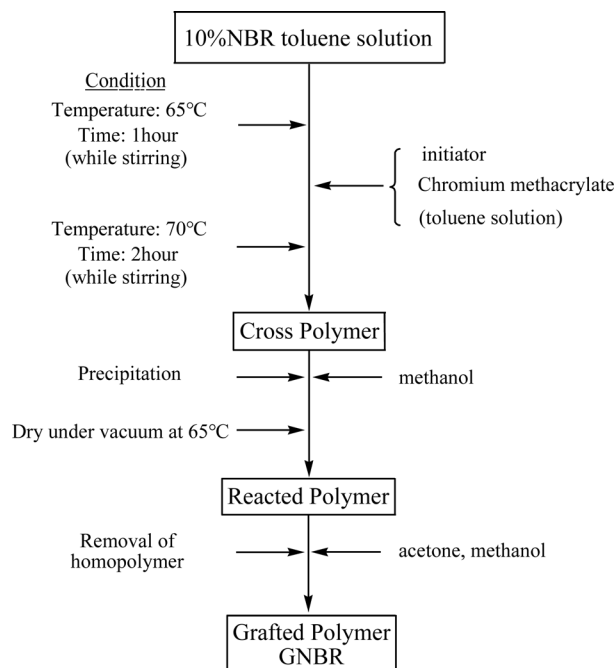 10%NBR toluene solution
Condition
Temperature: 65℃
Time: 1hour
(while stirring)
initiator
Chromium methacrylate
(toluene solution)
Temperature: 70℃
Time: 2hour
(while stirring)
Cross Polymer
Precipitation
methanol
Dry under vacuum at 65℃
Reacted Polymer
Removal of
homopolymer
acetone, methanol
Grafted Polymer
GNBR